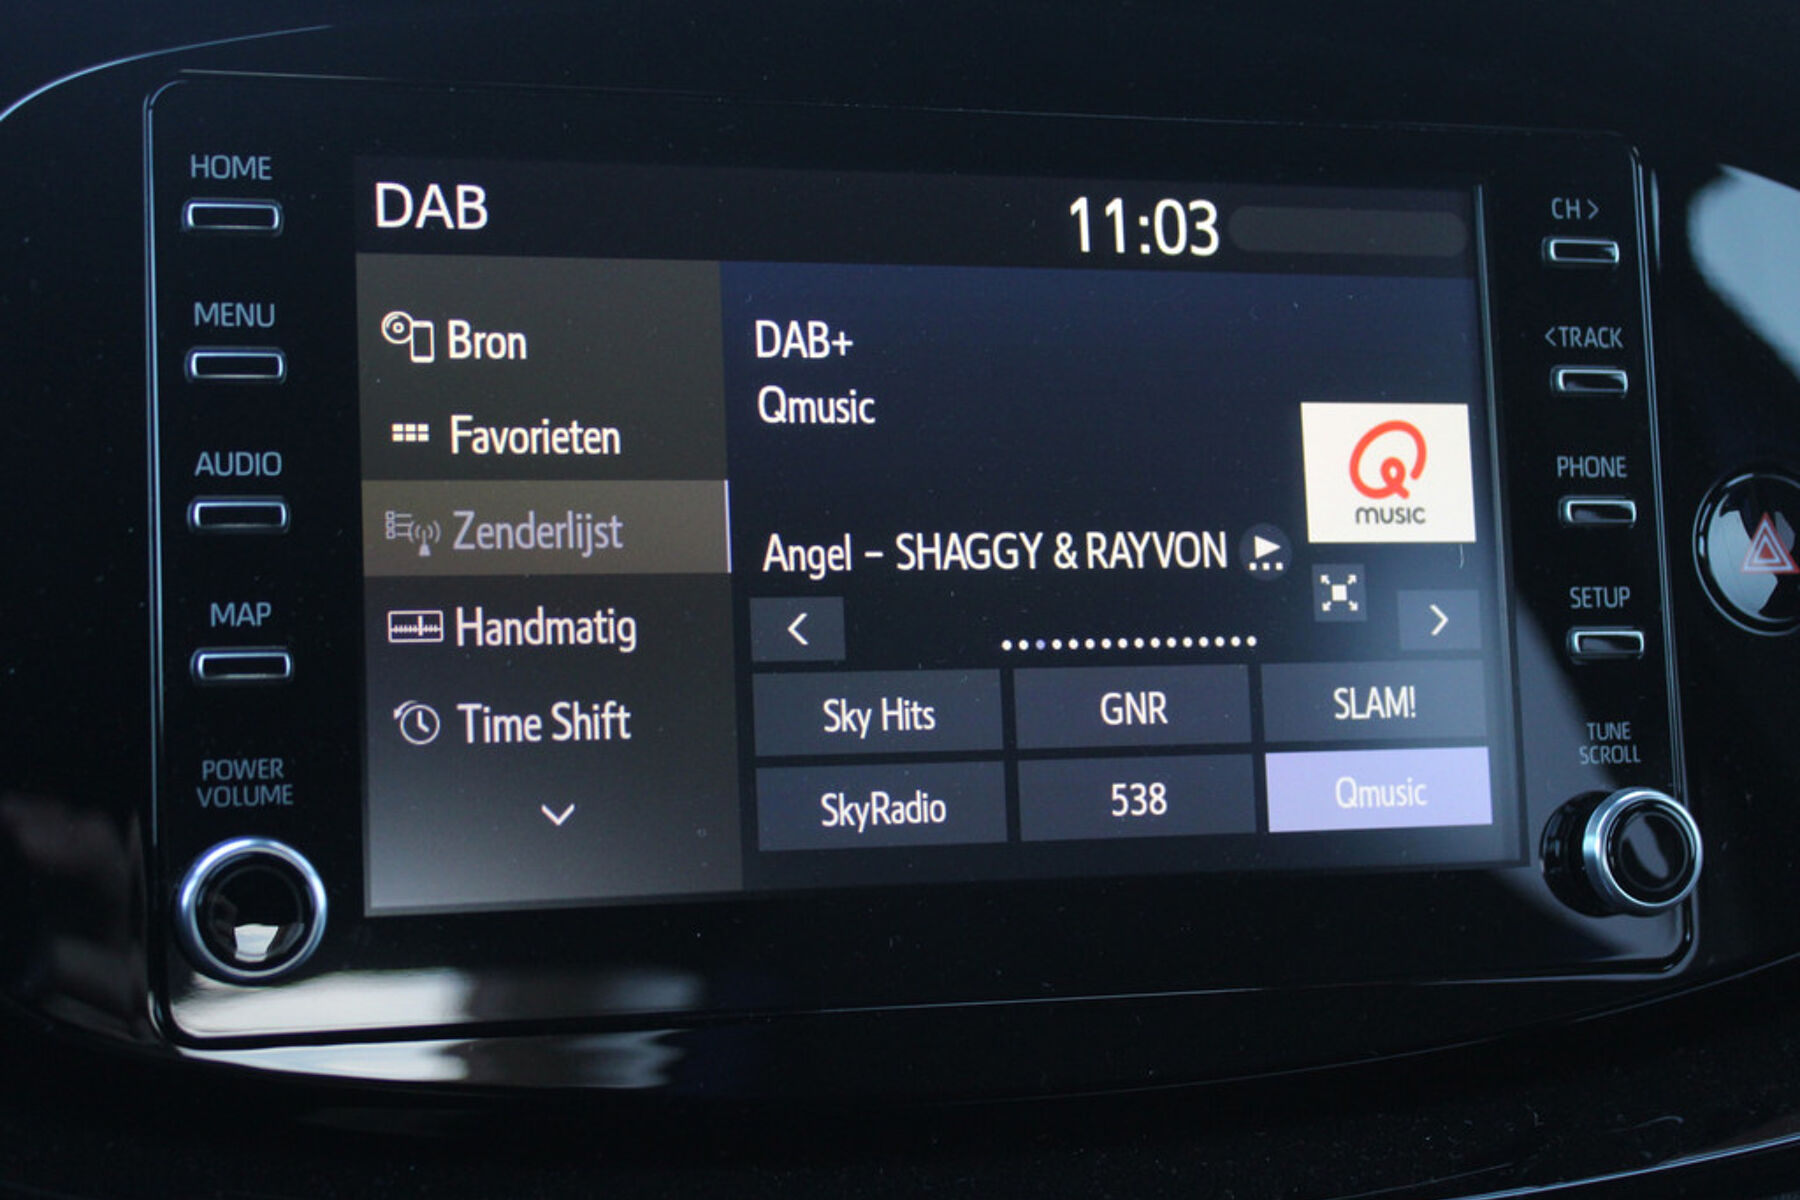 HOME
MENU
AUDIO
MAP
POWER
VOLUME
DAB
11:03
Bron
Favorieten
Zenderlijst
Handmatig
Time Shift
DAB+
Qmusic
Q
music
Angel – SHAGGY & RAYVON
Sky Hits
GNR
SLAM!
SkyRadio
538
Qmusic
CH >
<TRACK
PHONE
SETUP
TUNE
SCROLL